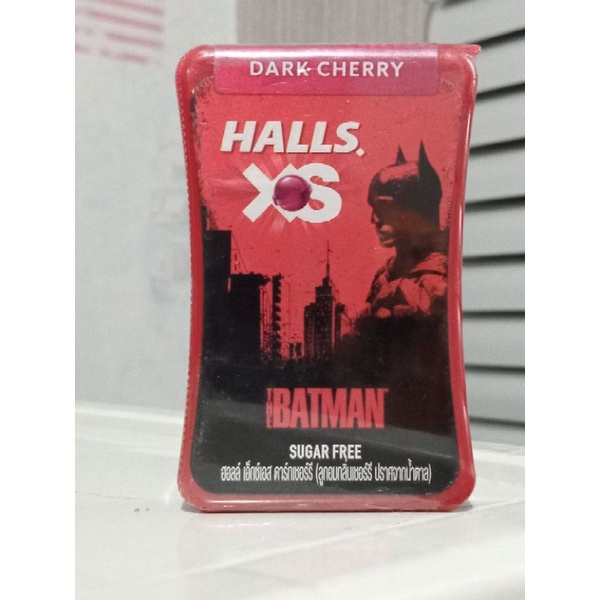 DARK CHERRY
HALLS.
XS
THE BATMAN
SUGAR FREE
ฮอลล์ เอ็กซ์เอส ดาร์กเชอร์รี (ลูกอมกลิ่นเชอร์รี ปราศจากน้ำตาล)